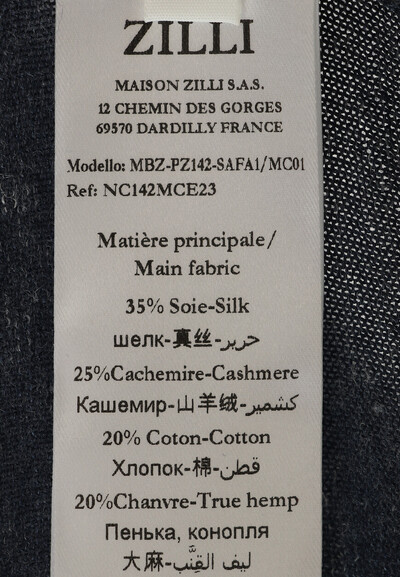 ZILLI
MAISON ZILLI S.A.S.
12 CHEMIN DES GORGES
69570 DARDILLY FRANCE
Modello: MBZ-PZ142-SAFA1/MC01
Ref: NC142MCE23
Matière principale/
Main fabric
35% Soie-Silk
шелк-真丝-حرير
25%Cachemire-Cashmere
Кашемир-山羊绒-كشمير
20% Coton-Cotton
Хлопок-棉-قطن
20%Chanvre-True hemp
Пенька, конопля
大麻-ليف القِنَّب